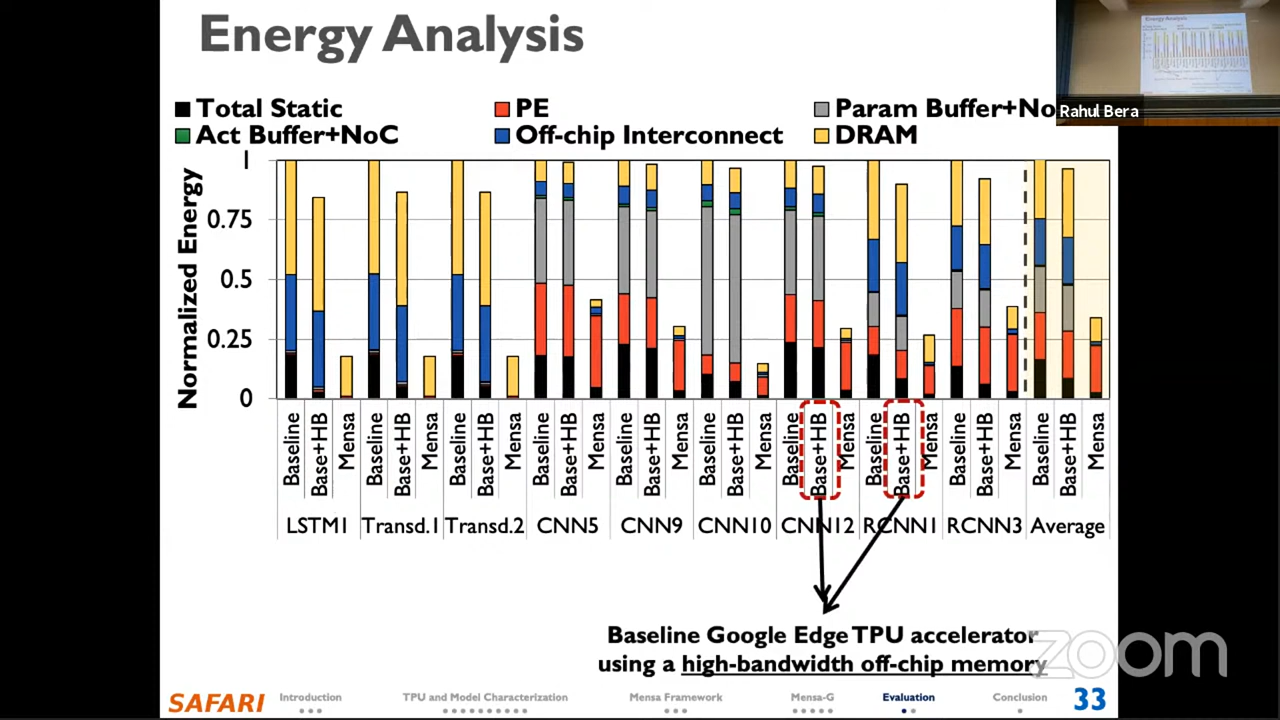 Energy Analysis
Total Static
PE
Param Buffer+No
Act Buffer+NoC
Off-chip Interconnect
DRAM
Rahul Bera
Normalized Energy
1
0.75
0.5
0.25
0
Baseline Base+HB Mensa Baseline Base+HB Mensa Baseline Base+HB Mensa Baseline Base+HB Mensa Baseline Base+HB Mensa Baseline Base+HB Mensa Baseline Base+HB Mensa Baseline Base+HB Mensa Baseline Base+HB Mensa Baseline Base+HB Mensa
LSTM1 Transd.1 Transd.2 CNN5 CNN9 CNN10 CNN12 RCNN1 RCNN3 Average
Baseline Google Edge TPU accelerator
using a high-bandwidth off-chip memory
zoom
SAFARI Introduction TPU and Model Characterization Mensa Framework Mensa-G Evaluation Conclusion 33